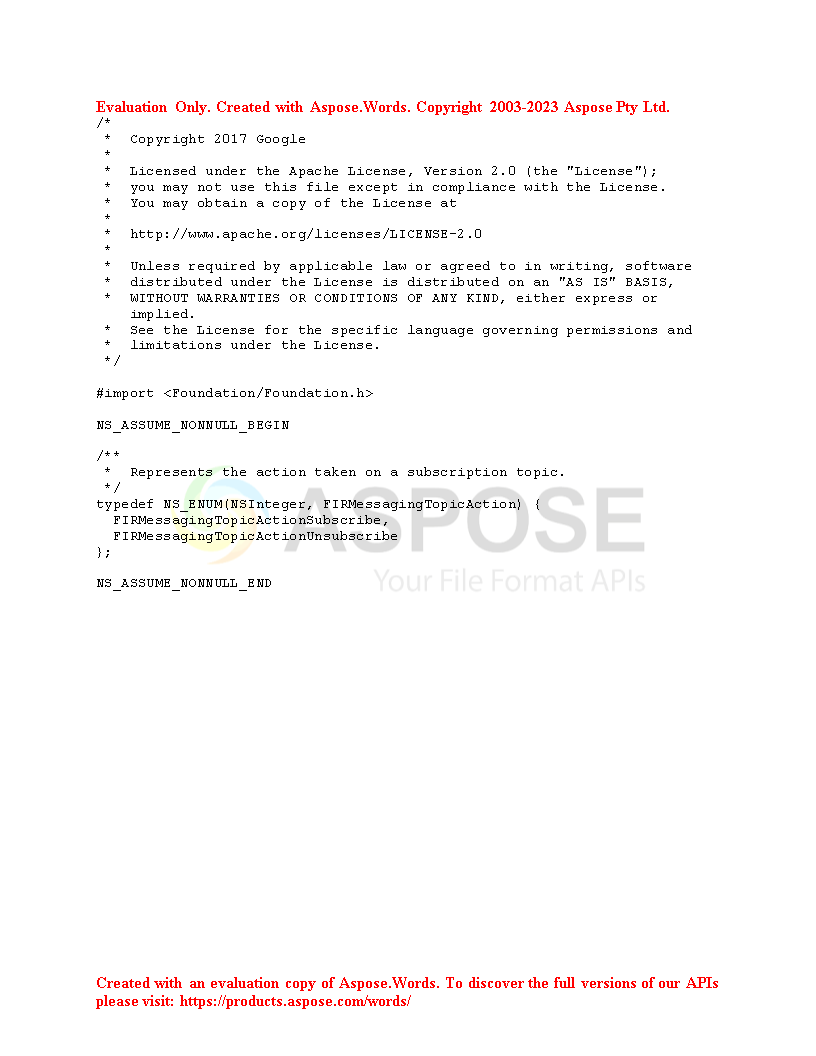 Evaluation Only. Created with Aspose.Words. Copyright 2003-2023 Aspose Pty Ltd.
/*
 *  Copyright 2017 Google
 *
 *  Licensed under the Apache License, Version 2.0 (the "License");
 *  you may not use this file except in compliance with the License.
 *  You may obtain a copy of the License at
 *
 *  http://www.apache.org/licenses/LICENSE-2.0
 *
 *  Unless required by applicable law or agreed to in writing, software
 *  distributed under the License is distributed on an "AS IS" BASIS,
 *  WITHOUT WARRANTIES OR CONDITIONS OF ANY KIND, either express or
    implied.
 *  See the License for the specific language governing permissions and
 *  limitations under the License.
 */

#import <Foundation/Foundation.h>

NS_ASSUME_NONNULL_BEGIN

/**
 *  Represents the action taken on a subscription topic.
 */
typedef NS_ENUM(NSInteger, FIRMessagingTopicAction) {
  FIRMessagingTopicActionSubscribe,
  FIRMessagingTopicActionUnsubscribe
};
ASPOSE
Your File Format APIs
NS_ASSUME_NONNULL_END
Created with an evaluation copy of Aspose.Words. To discover the full versions of our APIs
please visit: https://products.aspose.com/words/